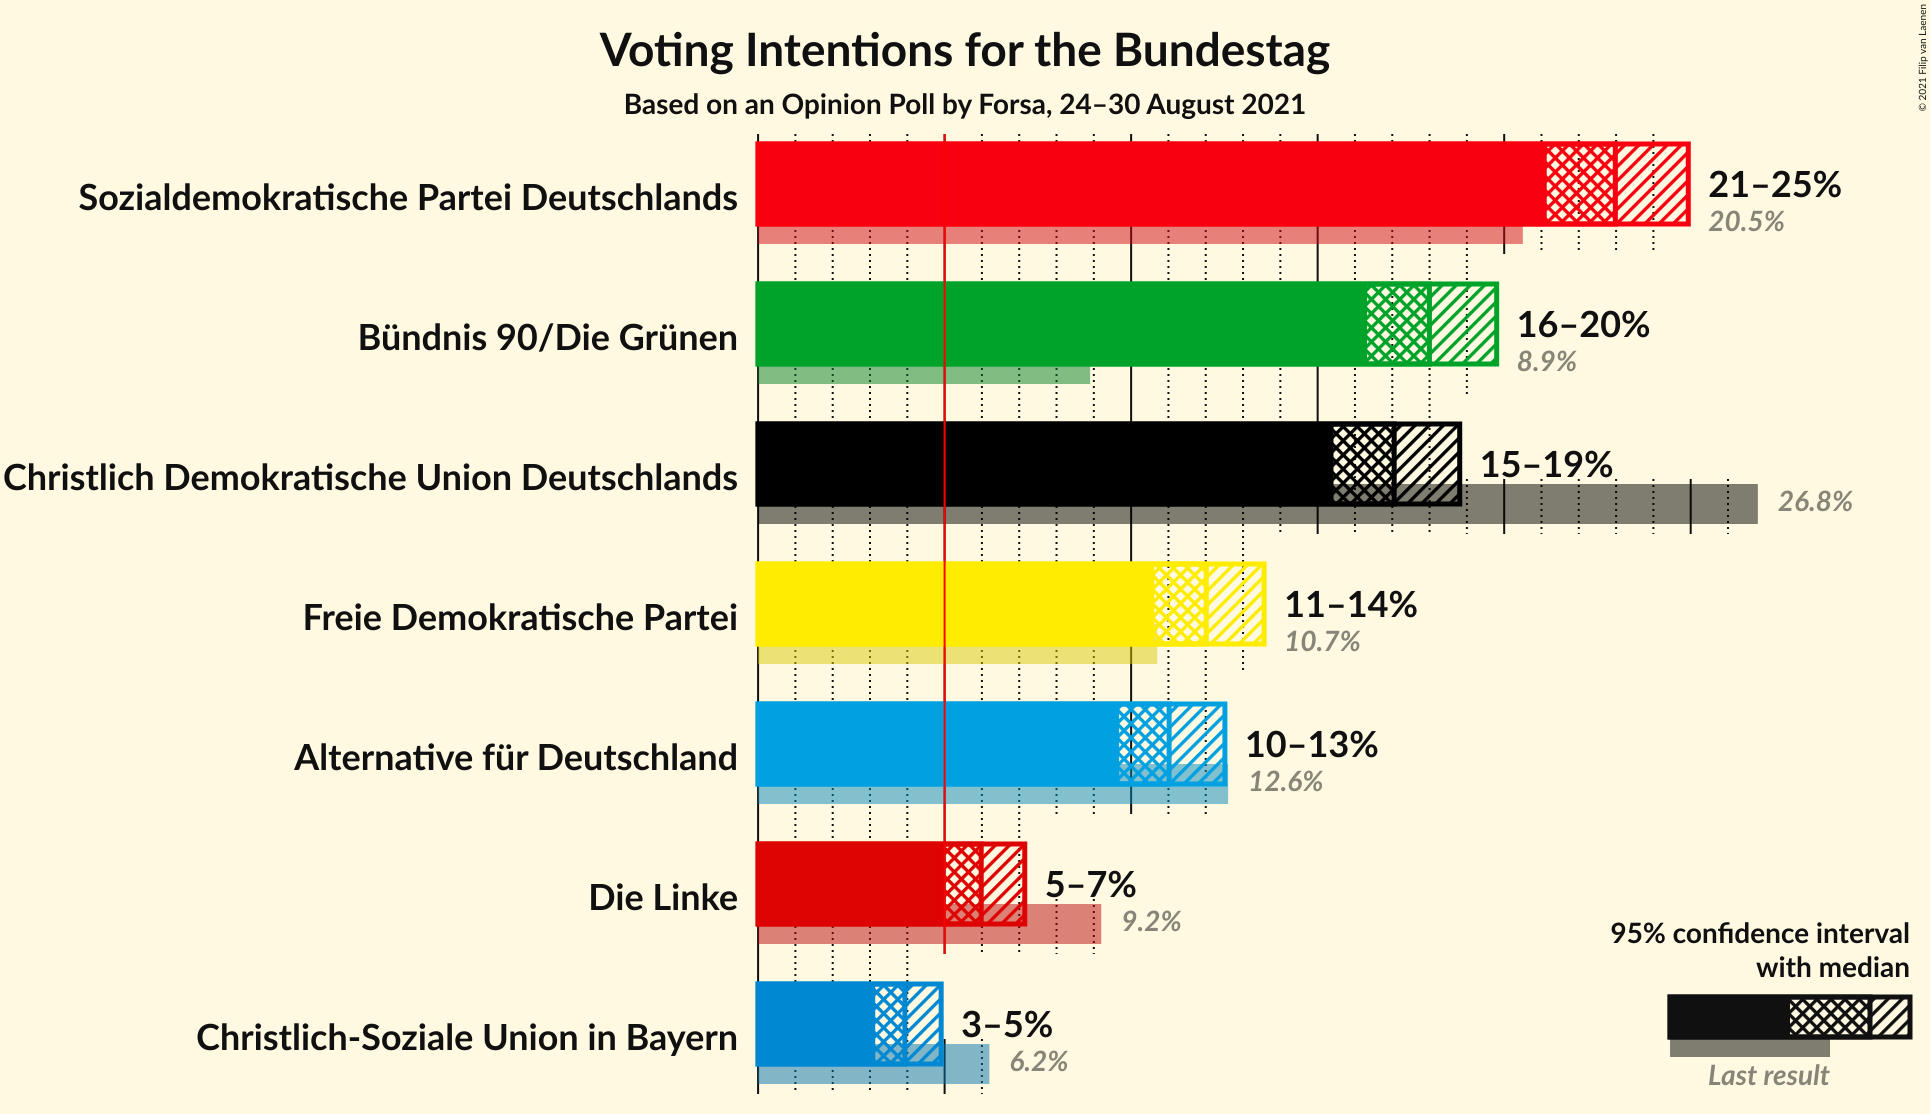 Voting Intentions for the Bundestag
Based on an Opinion Poll by Forsa, 24–30 August 2021
© 2021 Filip van Laenen
Sozialdemokratische Partei Deutschlands
21–25%
20.5%
Bündnis 90/Die Grünen
16–20%
8.9%
Christlich Demokratische Union Deutschlands
15–19%
26.8%
Freie Demokratische Partei
11–14%
10.7%
Alternative für Deutschland
10–13%
12.6%
Die Linke
5–7%
9.2%
Christlich-Soziale Union in Bayern
3–5%
6.2%
95% confidence interval
with median
Last result